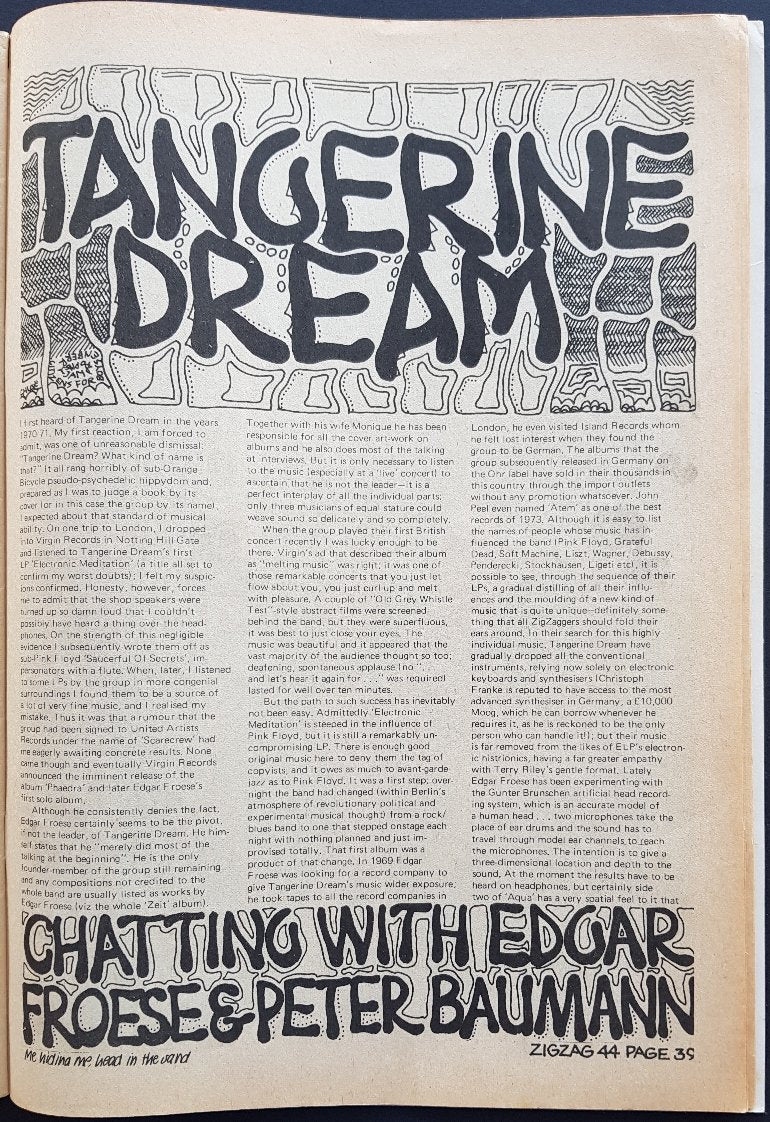 TANGERINE
DREAM
I first heard of Tangerine Dream in the years
1970-71. My first reaction, I am forced to
admit, was one of unreasonable dismissal:
"Tangerine Dream? What kind of name is
that?" It all rang horribly of sub-Orange
Bicycle pseudo-psychedelic hippydom and,
prepared as I was to judge a book by its
cover (or in this case the group by its name),
I expected about that standard of musical
ability. On one trip to London, I dropped
into Virgin Records in Notting Hill Gate
and listened to Tangerine Dream's first
LP 'Electronic Meditation' (a title all set to
confirm my worst doubts); I felt my suspic-
ions confirmed. Honesty, however, forces
me to admit that the shop speakers were
turned up so damn loud that I couldn't
possibly have heard a thing over the head-
phones. On the strength of this negligible
evidence I subsequently wrote them off as
sub-Pink Floyd 'Saucerful Of Secrets', im-
personators with a flute. When, later, I listened
to some LPs by the group in more congenial
surroundings I found them to be a source of
a lot of very fine music, and I realised my
mistake. Thus it was that a rumour that the
group had been signed to United Artists
Records under the name of 'Scarecrow' had
me eagerly awaiting concrete results. None
came though and eventually Virgin Records
announced the imminent release of the
album 'Phaedra' and later Edgar Froese's
first solo album.
Although he consistently denies the fact,
Edgar Froese certainly seems to be the pivot,
if not the leader, of Tangerine Dream. He him-
self states that he "merely did most of the
talking at the beginning". He is the only
founder-member of the group still remaining
and any compositions not credited to the
whole band are usually listed as works by
Edgar Froese (viz the whole 'Zeit' album).
Together with his wife Monique he has been
responsible for all the cover art-work on
albums and he also does most of the talking
at interviews. But it is only necessary to listen
to the music (especially at a 'live' concert) to
ascertain that he is not the leader—it is a
perfect interplay of all the individual parts;
only three musicians of equal stature could
weave sound so delicately and so completely.
When the group played their first British
concert recently I was lucky enough to be
there. Virgin's ad that described their album
as "melting music" was right; it was one of
those remarkable concerts that you just let
flow about you, you just curl up and melt
with pleasure. A couple of "Old Grey Whistle
Test"-style abstract films were screened
behind the band, but they were superfluous,
it was best to just close your eyes. The
music was beautiful and it appeared that the
vast majority of the audience thought so too;
deafening, spontaneous applause (no ". . .
and let's hear it again for . . ." was required)
lasted for well over ten minutes.
But the path to such success has inevitably
not been easy. Admittedly 'Electronic
Meditation' is steeped in the influence of
Pink Floyd, but it is still a remarkably un-
compromising LP. There is enough good
original music here to deny them the tag of
copyists, and it owes as much to avant-garde
jazz as to Pink Floyd. It was a first step; over-
night the band had changed (within Berlin's
atmosphere of revolutionary political and
experimental musical thought) from a rock/
blues band to one that stepped onstage each
night with nothing planned and just im-
provised totally. That first album was a
product of that change. In 1969 Edgar
Froese was looking for a record company to
give Tangerine Dream's music wider exposure;
he took tapes to all the record companies in
London, he even visited Island Records whom
he felt lost interest when they found the
group to be German. The albums that the
group subsequently released in Germany on
the Ohr label have sold in their thousands in
this country through the import outlets
without any promotion whatsoever. John
Peel even named 'Atem' as one of the best
records of 1973. Although it is easy to list
the names of people whose music has in-
fluenced the band (Pink Floyd, Grateful
Dead, Soft Machine, Liszt, Wagner, Debussy,
Penderecki, Stockhausen, Ligeti etc), it is
possible to see, through the sequence of their
LPs, a gradual distilling of all their influ-
ences and the moulding of a new kind of
music that is quite unique—definitely some-
thing that all ZigZaggers should fold their
ears around. In their search for this highly
individual music, Tangerine Dream have
gradually dropped all the conventional
instruments, relying now solely on electronic
keyboards and synthesisers (Christoph
Franke is reputed to have access to the most
advanced synthesiser in Germany, a £10,000
Moog, which he can borrow whenever he
requires it, as he is reckoned to be the only
person who can handle it!); but their music
is far removed from the likes of ELP's electron-
ic histrionics, having a far greater empathy
with Terry Riley's gentle format. Lately
Edgar Froese has been experimenting with
the Gunter Brunschen artificial head record-
ing system, which is an accurate model of
a human head . . . two microphones take the
place of ear drums and the sound has to
travel through model ear channels to reach
the microphones. The intention is to give a
three-dimensional location and depth to the
sound. At the moment the results have to be
heard on headphones, but certainly side
two of 'Aqua' has a very spatial feel to it that
CHATTING WITH EDGAR
FROESE & PETER BAUMANN
Me hiding me head in the sand
ZIGZAG 44 PAGE 39